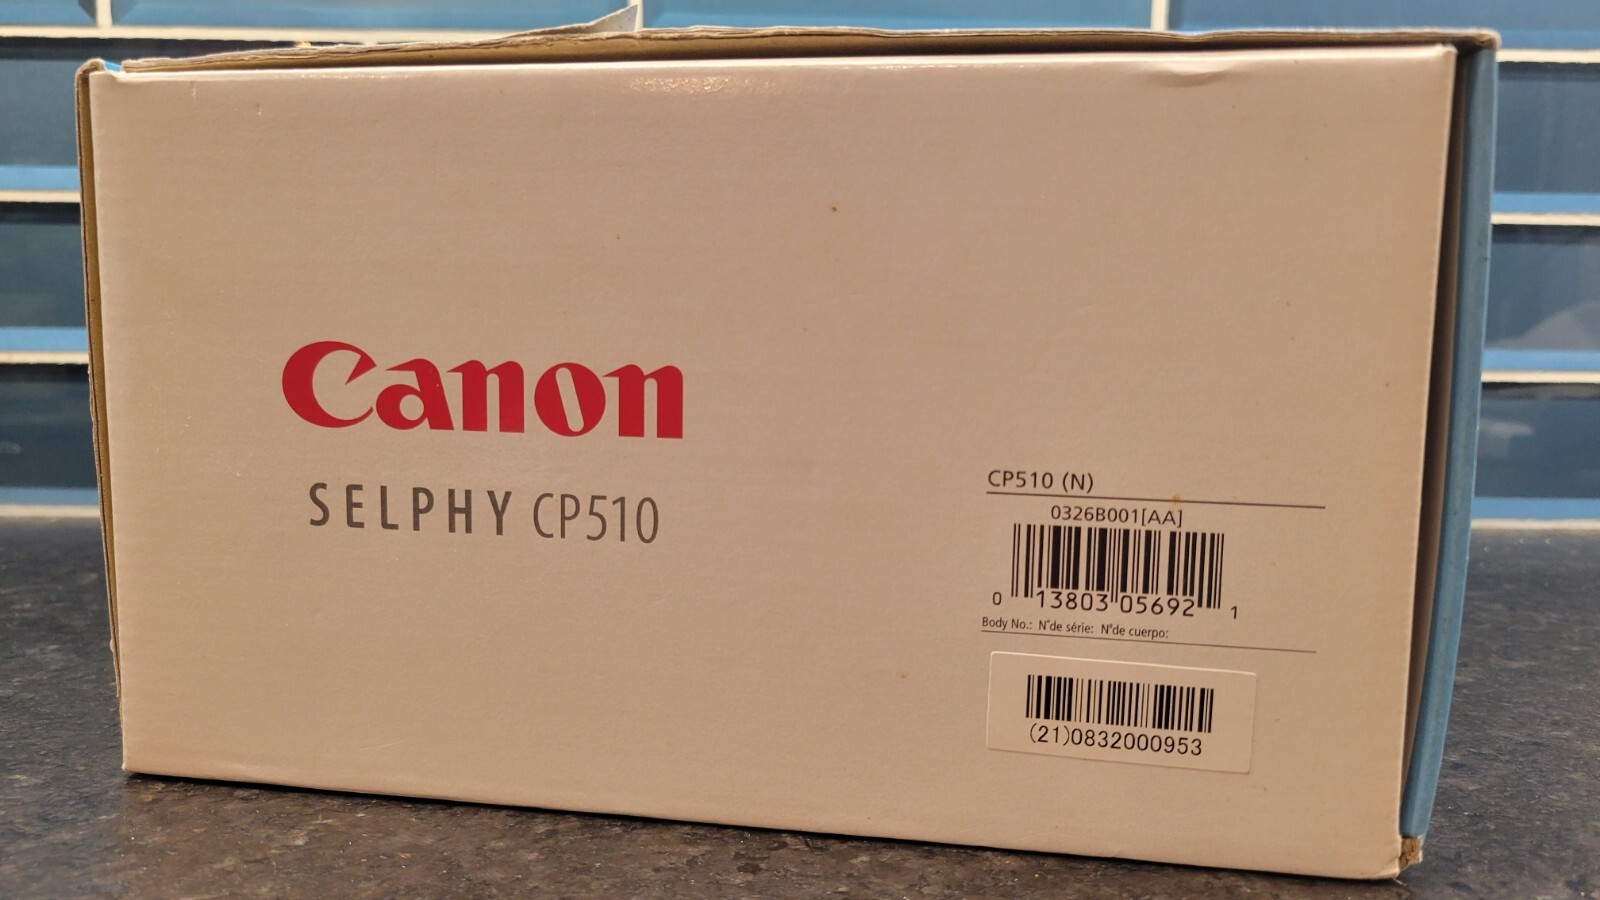 Canon
SELPHY CP510
CP510 (N)
0326B001[AA]
0 13803 05692 1
Body No.: N°de série: N°de cuerpo:
(21)0832000953